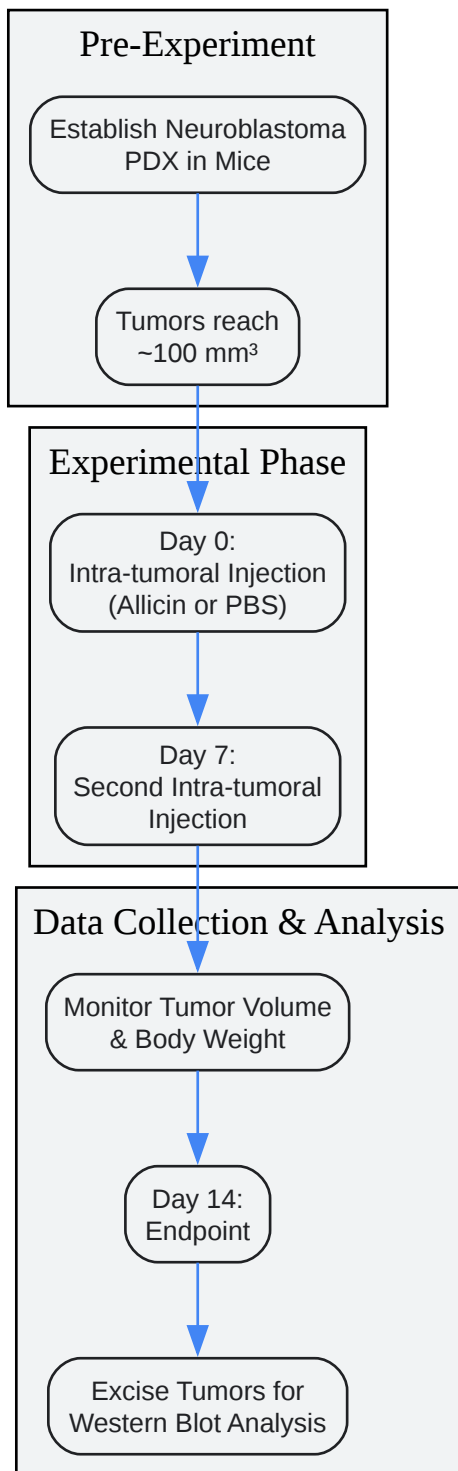 Pre-Experiment
Establish Neuroblastoma
PDX in Mice
Tumors reach
~100 mm³
Experimental Phase
Day 0:
Intra-tumoral Injection
(Allicin or PBS)
Day 7:
Second Intra-tumoral
Injection
Data Collection & Analysis
Monitor Tumor Volume
& Body Weight
Day 14:
Endpoint
Excise Tumors for
Western Blot Analysis